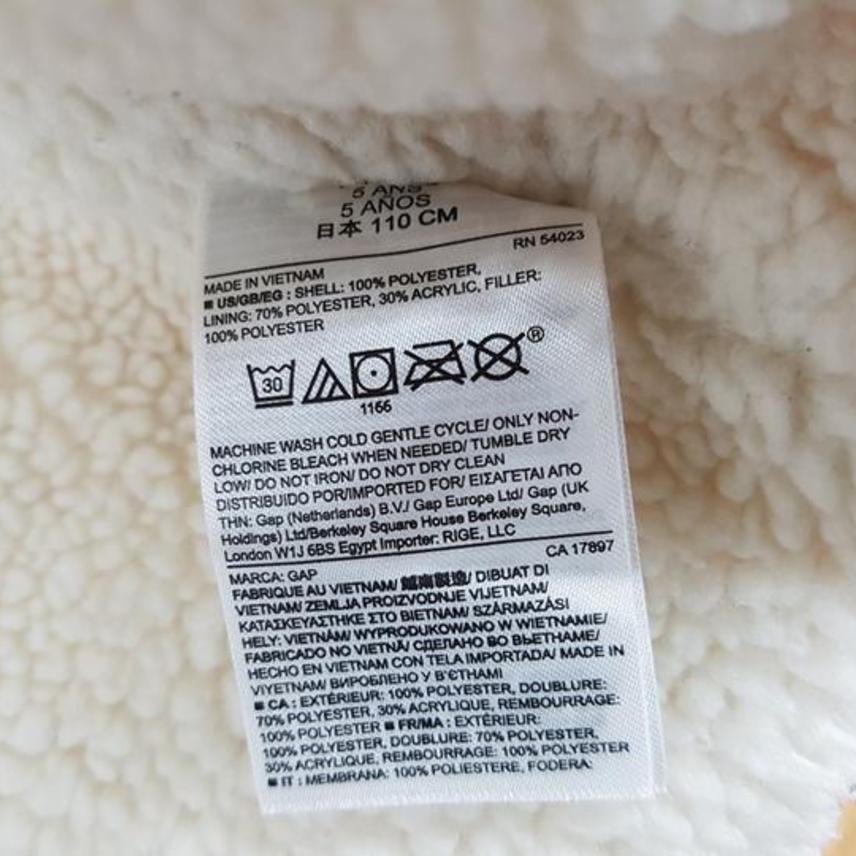 5 ANS
5 AÑOS
日本 110 CM
RN 54023
MADE IN VIETNAM
■ US/GB/EG : SHELL: 100% POLYESTER,
LINING: 70% POLYESTER, 30% ACRYLIC, FILLER:
100% POLYESTER
30
®
1166
MACHINE WASH COLD GENTLE CYCLE/ ONLY NON-
CHLORINE BLEACH WHEN NEEDED/ TUMBLE DRY
LOW/ DO NOT IRON/ DO NOT DRY CLEAN
DISTRIBUIDO POR/IMPORTED FOR/ ΕΙΣΑΓΕΤΑΙ ΑΠΟ
THN: Gap (Netherlands) B.V./ Gap Europe Ltd/ Gap (UK
Holdings) Ltd/Berkeley Square House Berkeley Square,
London W1J 6BS Egypt Importer: RIGE, LLC
CA 17897
MARCA: GAP
FABRIQUE AU VIETNAM/ 越南製造/ DIBUAT DI
VIETNAM/ ZEMLJA PROIZVODNJE VIJETNAM/
ΚΑΤΑΣΚΕΥΑΣΤΗΚΕ ΣΤΟ ΒΙΕΤΝΑΜ/ SZÁRMAZÁSI
HELY: VIETNÁM/ WYPRODUKOWANO W WIETNAMIE/
FABRICADO NO VIETNÃ/ СДЕЛАНО ВО ВЬЕТНАМЕ/
HECHO EN VIETNAM CON TELA IMPORTADA/ MADE IN
VIYETNAM/ ВИРОБЛЕНО У В'ЄТНАМІ
■ CA : EXTÉRIEUR: 100% POLYESTER, DOUBLURE:
70% POLYESTER, 30% ACRYLIQUE, REMBOURRAGE:
100% POLYESTER ■ FR/MA : EXTÉRIEUR:
100% POLYESTER, DOUBLURE: 70% POLYESTER,
30% ACRYLIQUE, REMBOURRAGE: 100% POLYESTER
■ IT : MEMBRANA: 100% POLIESTERE, FODERA: